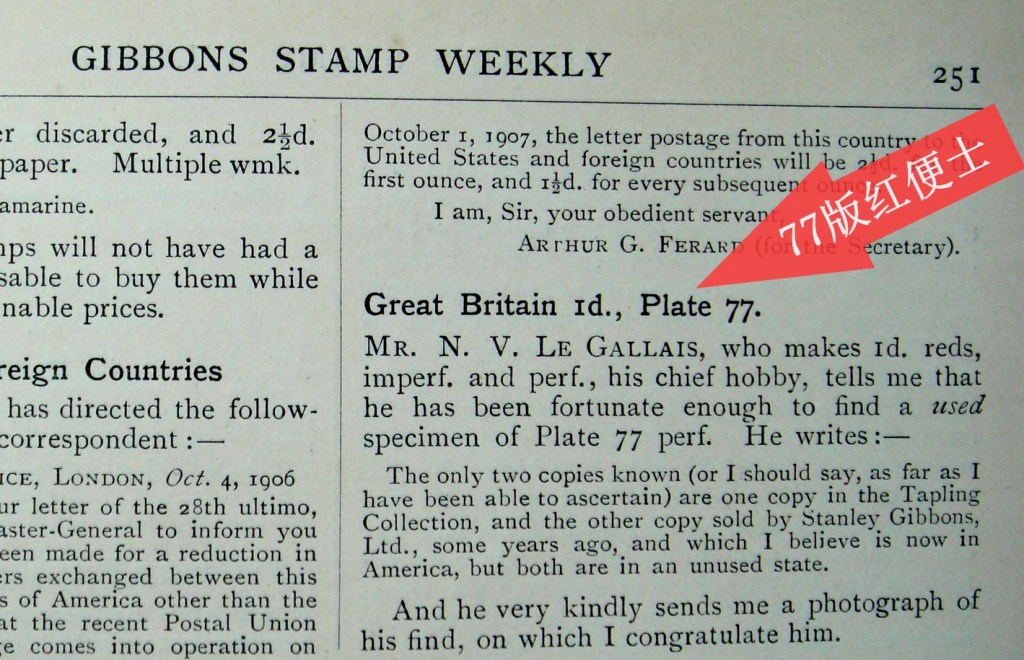 GIBBONS STAMP WEEKLY
251
er discarded, and 2½d.
paper. Multiple wmk.
amarine.
mps will not have had a
sable to buy them while
nable prices.
reign Countries
has directed the follow-
correspondent :—
ICE, LONDON, Oct. 4, 1906
ur letter of the 28th ultimo,
aster-General to inform you
een made for a reduction in
ers exchanged between this
s of America other than the
at the recent Postal Union
ge comes into operation on
October 1, 1907, the letter postage from this country to the
United States and foreign countries will be 2½d. the
first ounce, and 1½d. for every subsequent ounce.
I am, Sir, your obedient servant,
ARTHUR G. FERARD (for the Secretary).
77版红便士
Great Britain 1d., Plate 77.
MR. N. V. LE GALLAIS, who makes 1d. reds,
imperf. and perf., his chief hobby, tells me that
he has been fortunate enough to find a used
specimen of Plate 77 perf. He writes:—
The only two copies known (or I should say, as far as I
have been able to ascertain) are one copy in the Tapling
Collection, and the other copy sold by Stanley Gibbons,
Ltd., some years ago, and which I believe is now in
America, but both are in an unused state.
And he very kindly sends me a photograph of
his find, on which I congratulate him.